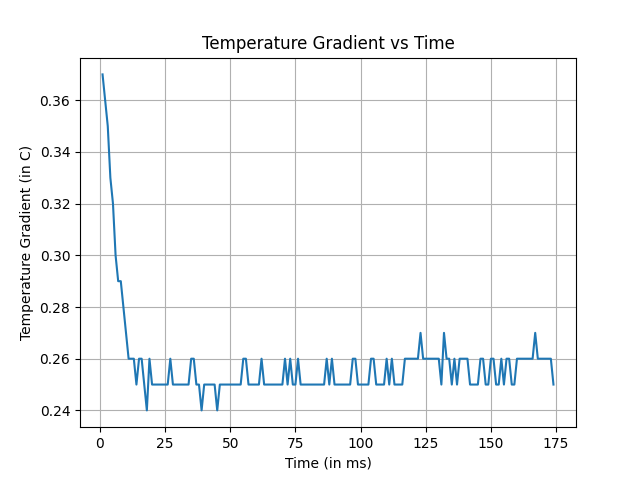 Temperature Gradient vs Time
Temperature Gradient (in C)
0.36
0.34
0.32
0.30
0.28
0.26
0.24
0 25 50 75 100 125 150 175
Time (in ms)